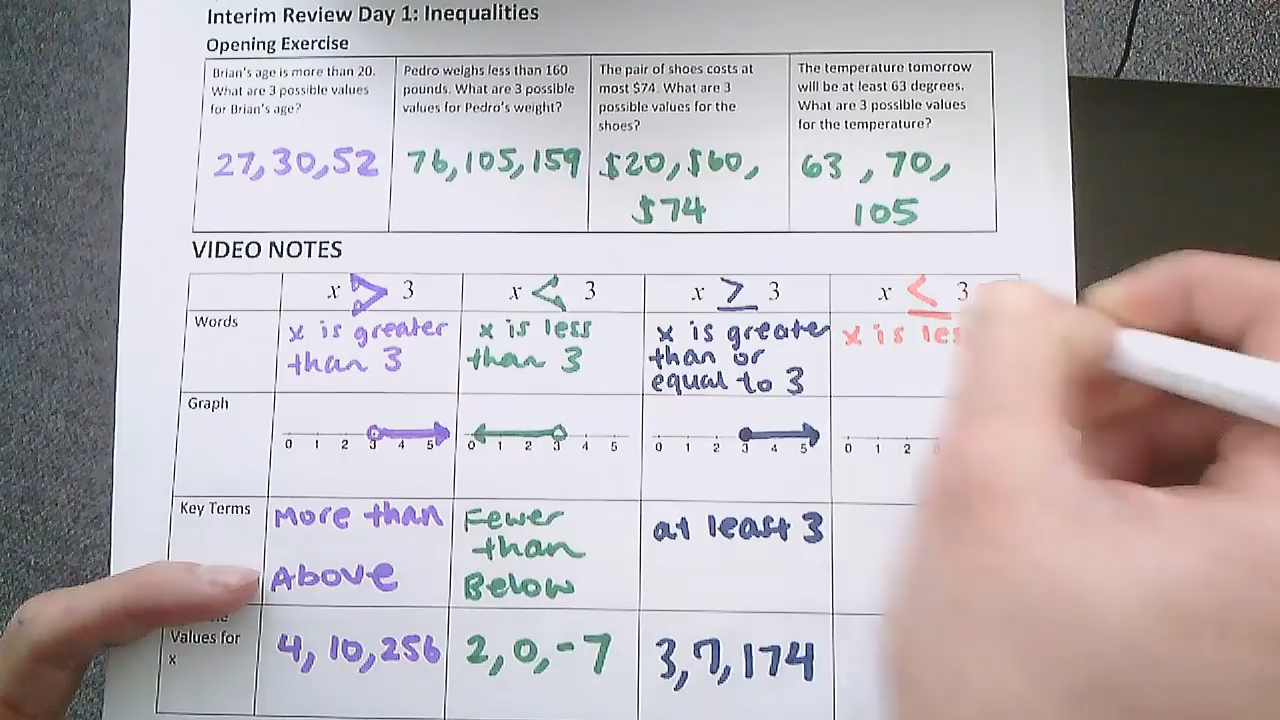 Interim Review Day 1: Inequalities
Opening Exercise
Brian's age is more than 20.
What are 3 possible values
for Brian's age?
27, 30, 52
Pedro weighs less than 160
pounds. What are 3 possible
values for Pedro's weight?
76, 105, 159
The pair of shoes costs at
most $74. What are 3
possible values for the
shoes?
$20, $60,
$74
The temperature tomorrow
will be at least 63 degrees.
What are 3 possible values
for the temperature?
63, 70,
105
VIDEO NOTES
x > 3
x < 3
x ≥ 3
x ≤ 3
Words
x is greater
than 3
x is less
than 3
x is greater
than or
equal to 3
x is les
Graph
0 1 2 3 4 5
0 1 2 3 4 5
0 1 2 3 4 5
0 1 2
Key Terms
More than
Above
Fewer
than
Below
at least 3
Values for
x
4, 10, 256
2, 0, -7
3, 7, 174